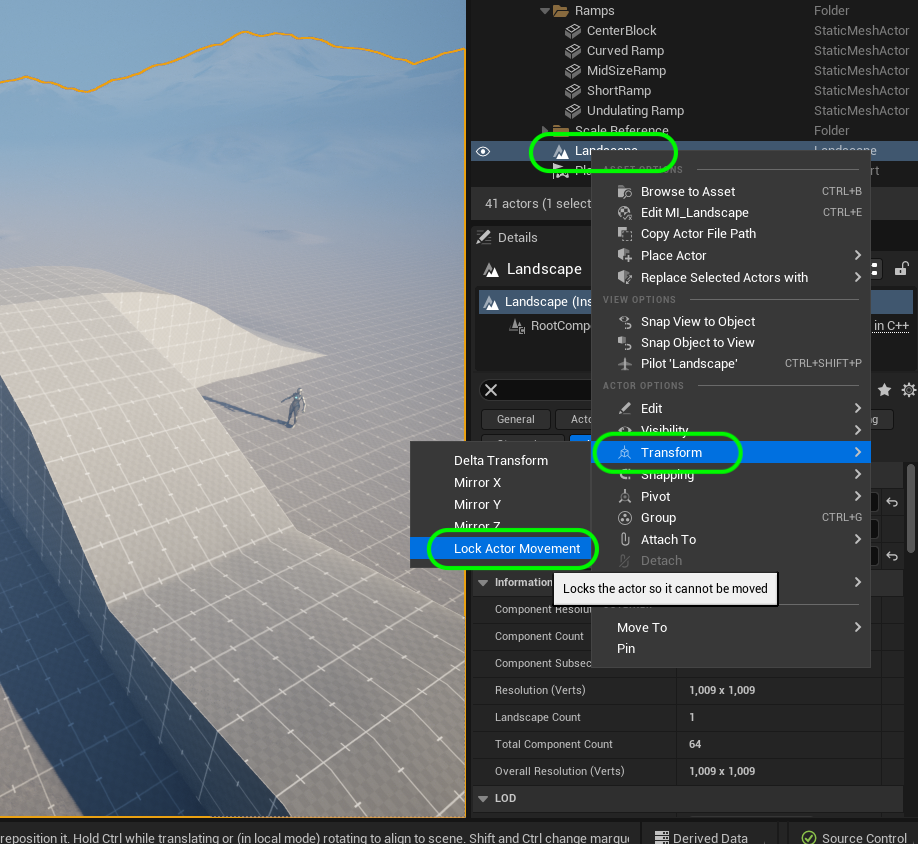 Ramps Folder
CenterBlock StaticMeshActor
Curved Ramp StaticMeshActor
MidSizeRamp StaticMeshActor
ShortRamp StaticMeshActor
Undulating Ramp StaticMeshActor
Scale Reference Folder
Landscape Landscape
ASSET OPTIONS
Browse to Asset CTRL+B
41 actors (1 select
Edit MI_Landscape CTRL+E
Copy Actor File Path
Details
Place Actor
Landscape
Replace Selected Actors with
VIEW OPTIONS
Landscape (Ins
Snap View to Object
RootCompo
in C++
Snap Object to View
Pilot 'Landscape' CTRL+SHIFT+P
ACTOR OPTIONS
Edit
General
Visibility
Transform
Snapping
Pivot
Group CTRL+G
Attach To
Detach
Delta Transform
Mirror X
Mirror Y
Mirror Z
Lock Actor Movement
Locks the actor so it cannot be moved
Move To
Pin
Information
Component Resolut
Component Count
Component Subsec
Resolution (Verts) 1,009 x 1,009
Landscape Count 1
Total Component Count 64
Overall Resolution (Verts) 1,009 x 1,009
LOD
reposition it. Hold Ctrl while translating or (in local mode) rotating to align to scene. Shift and Ctrl change marque
Derived Data
Source Control